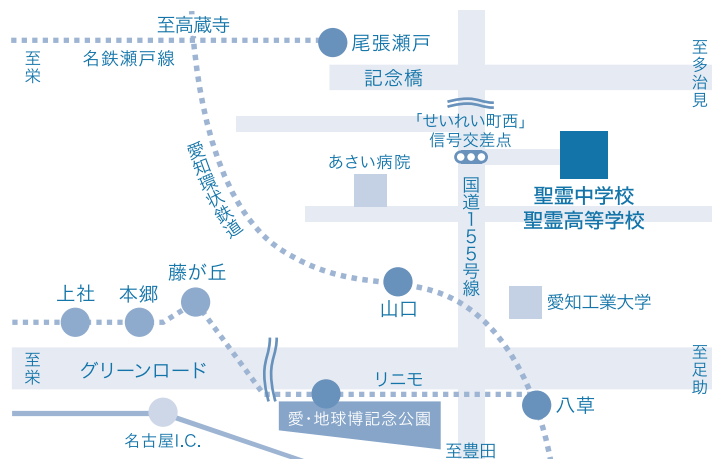 至高蔵寺
尾張瀬戸
至栄
名鉄瀬戸線
記念橋
至多治見
「せいれい町西」
信号交差点
あさい病院
愛知環状鉄道
国道155号線
聖霊中学校
聖霊高等学校
藤が丘
上社
本郷
山口
愛知工業大学
至栄
グリーンロード
リニモ
至足助
愛・地球博記念公園
八草
名古屋I.C.
至豊田